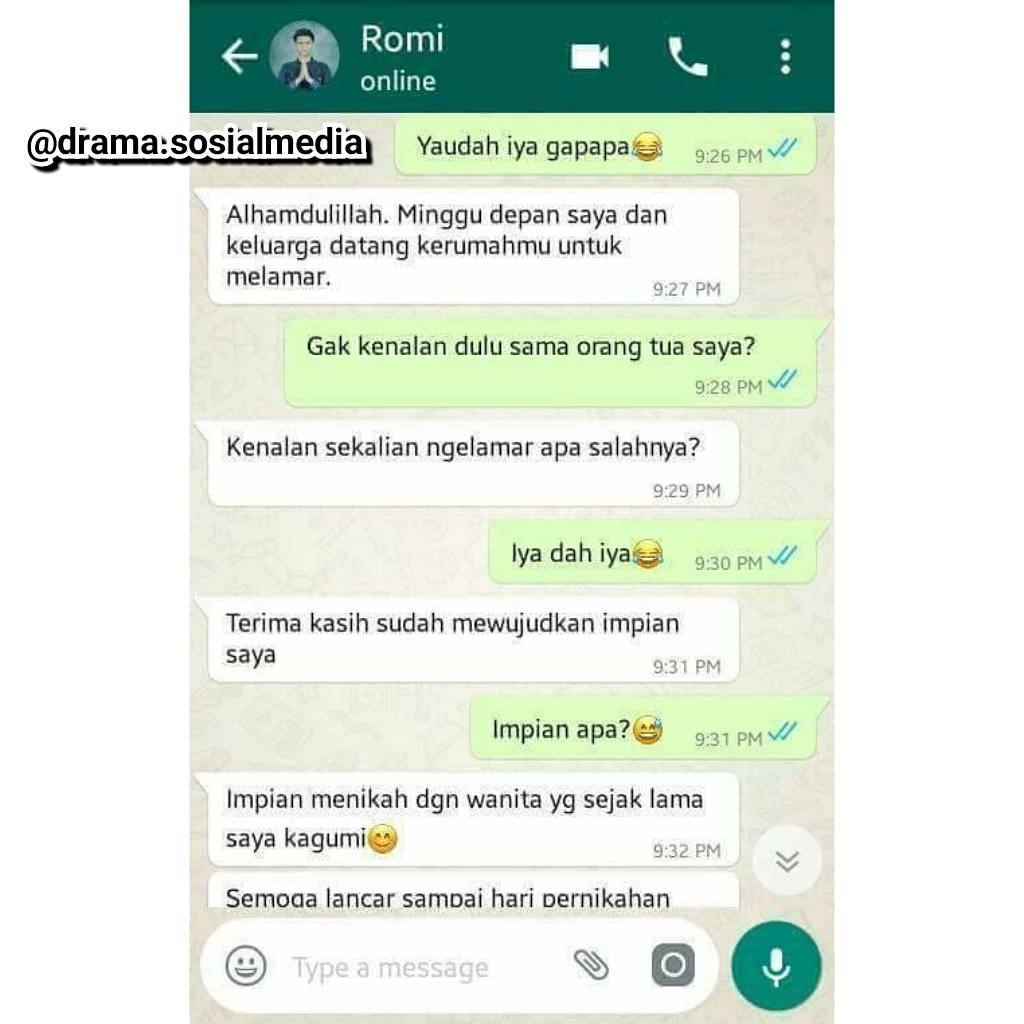 Romi
online
@drama.sosialmedia
Yaudah iya gapapa😂
9:26 PM
Alhamdulillah. Minggu depan saya dan
keluarga datang kerumahmu untuk
melamar.
9:27 PM
Gak kenalan dulu sama orang tua saya?
9:28 PM
Kenalan sekalian ngelamar apa salahnya?
9:29 PM
Iya dah iya😂
9:30 PM
Terima kasih sudah mewujudkan impian
saya
9:31 PM
Impian apa?😅
9:31 PM
Impian menikah dgn wanita yg sejak lama
saya kagumi😊
9:32 PM
Semoga lancar sampai hari pernikahan
Type a message